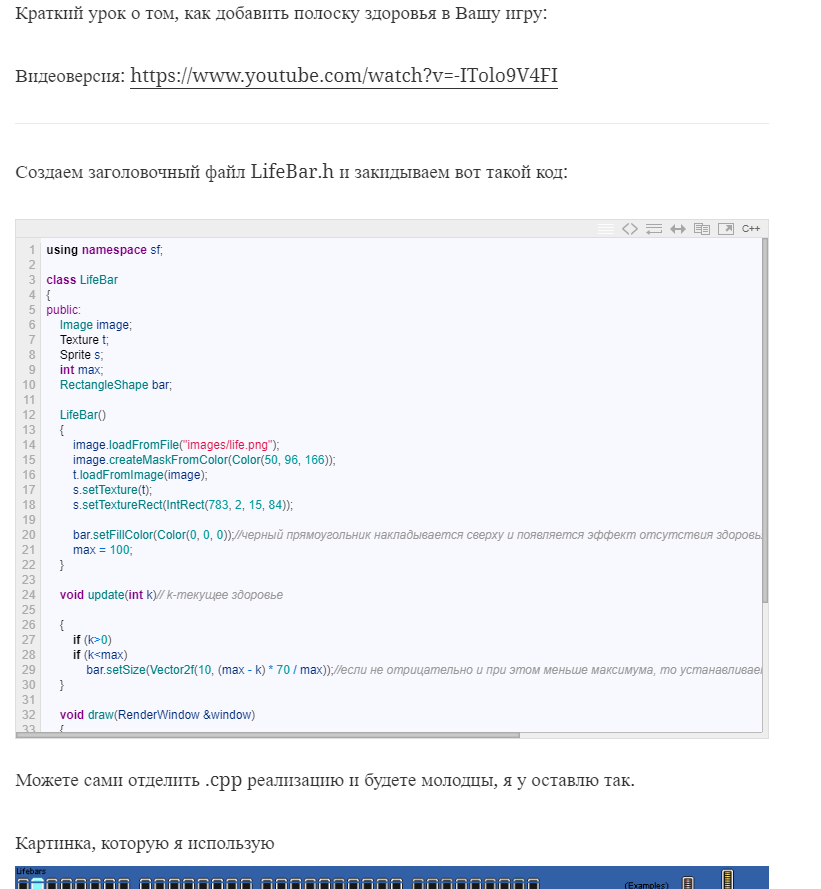 Краткий урок о том, как добавить полоску здоровья в Вашу игру:
Видеоверсия: https://www.youtube.com/watch?v=-ITolo9V4FI
Создаем заголовочный файл LifeBar.h и закидываем вот такой код:
C++
1 using namespace sf;
2
3 class LifeBar
4 {
5 public:
6 Image image;
7 Texture t;
8 Sprite s;
9 int max;
10 RectangleShape bar;
11
12 LifeBar()
13 {
14 image.loadFromFile("images/life.png");
15 image.createMaskFromColor(Color(50, 96, 166));
16 t.loadFromImage(image);
17 s.setTexture(t);
18 s.setTextureRect(IntRect(783, 2, 15, 84));
19
20 bar.setFillColor(Color(0, 0, 0));//черный прямоугольник накладывается сверху и появляется эффект отсутствия здоровь
21 max = 100;
22 }
23
24 void update(int k)// k-текущее здоровье
25
26 {
27 if (k>0)
28 if (k<max)
29 bar.setSize(Vector2f(10, (max - k) * 70 / max));//если не отрицательно и при этом меньше максимума, то устанавливае
30 }
31
32 void draw(RenderWindow &window)
33 {
Можете сами отделить .cpp реализацию и будете молодцы, я у оставлю так.
Картинка, которую я использую
Lifebars
(Examples)